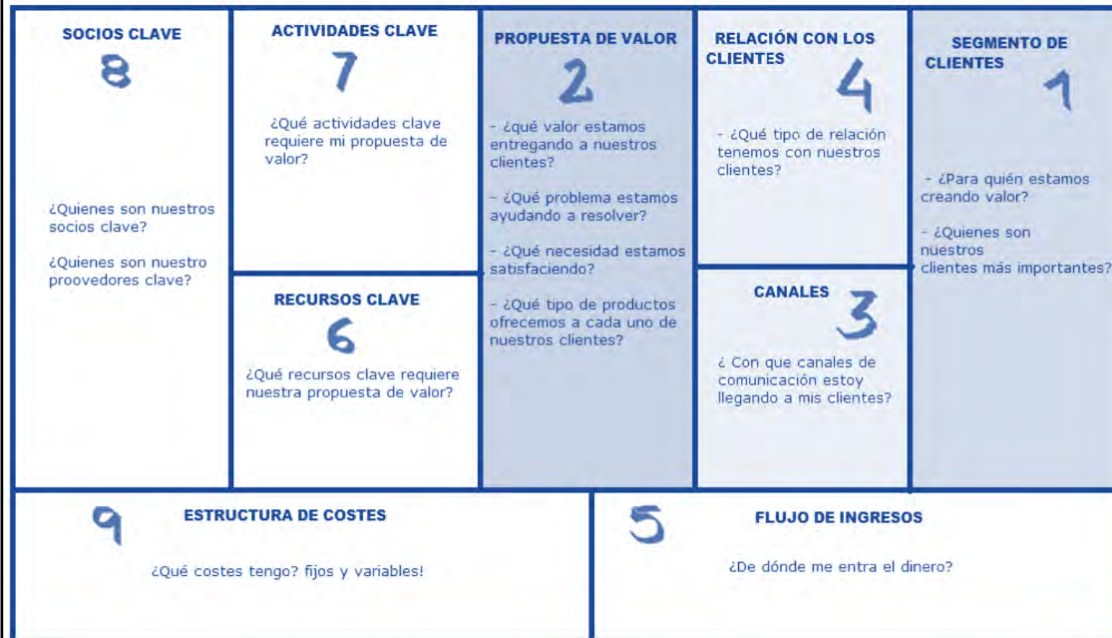 SOCIOS CLAVE
8
¿Quienes son nuestros
socios clave?
¿Quienes son nuestro
proovedores clave?
ACTIVIDADES CLAVE
7
¿Qué actividades clave
requiere mi propuesta de
valor?
RECURSOS CLAVE
6
¿Qué recursos clave requiere
nuestra propuesta de valor?
PROPUESTA DE VALOR
2
- ¿qué valor estamos
entregando a nuestros
clientes?
- ¿Qué problema estamos
ayudando a resolver?
- ¿Qué necesidad estamos
satisfaciendo?
- ¿Qué tipo de productos
ofrecemos a cada uno de
nuestros clientes?
RELACIÓN CON LOS
CLIENTES
4
- ¿Qué tipo de relación
tenemos con nuestros
clientes?
CANALES
3
¿ Con que canales de
comunicación estoy
llegando a mis clientes?
SEGMENTO DE
CLIENTES
1
- ¿Para quién estamos
creando valor?
- ¿Quienes son
nuestros
clientes más importantes?
9
ESTRUCTURA DE COSTES
¿Qué costes tengo? fijos y variables!
5
FLUJO DE INGRESOS
¿De dónde me entra el dinero?